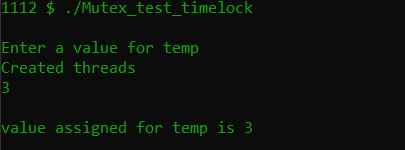 1112 $ ./Mutex_test_timelock
Enter a value for temp
Created threads
3
value assigned for temp is 3